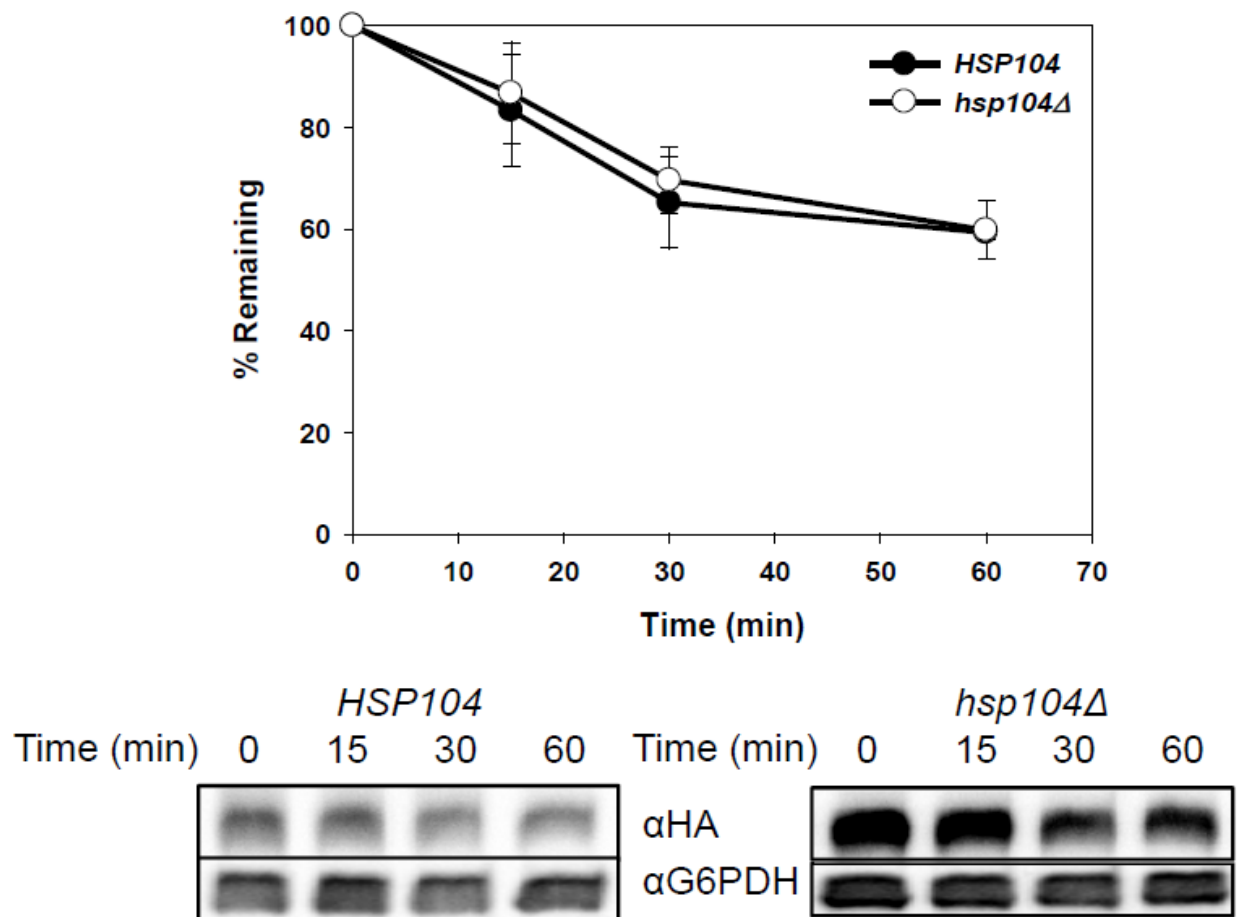 100
80
60
40
20
0
% Remaining
HSP104
hsp104Δ
0 10 20 30 40 50 60 70
Time (min)
HSP104
Time (min) 0 15 30 60
hsp104Δ
Time (min) 0 15 30 60
αHA
αG6PDH